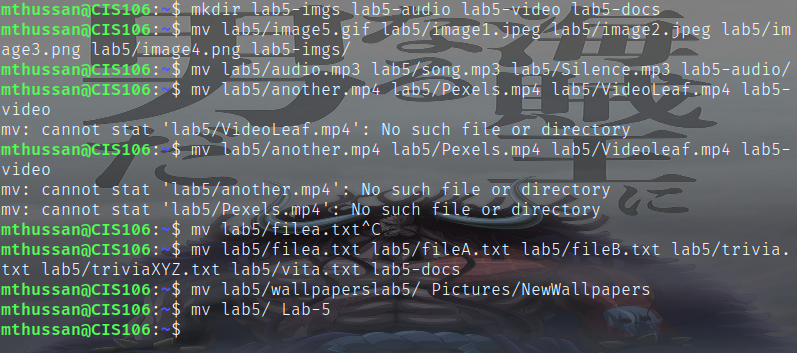 mthussan@CIS106:~$ mkdir lab5-imgs lab5-audio lab5-video lab5-docs
mthussan@CIS106:~$ mv lab5/image5.gif lab5/image1.jpeg lab5/image2.jpeg lab5/im
age3.png lab5/image4.png lab5-imgs/
mthussan@CIS106:~$ mv lab5/audio.mp3 lab5/song.mp3 lab5/Silence.mp3 lab5-audio/
mthussan@CIS106:~$ mv lab5/another.mp4 lab5/Pexels.mp4 lab5/VideoLeaf.mp4 lab5-
video
mv: cannot stat 'lab5/VideoLeaf.mp4': No such file or directory
mthussan@CIS106:~$ mv lab5/another.mp4 lab5/Pexels.mp4 lab5/Videoleaf.mp4 lab5-
video
mv: cannot stat 'lab5/another.mp4': No such file or directory
mv: cannot stat 'lab5/Pexels.mp4': No such file or directory
mthussan@CIS106:~$ mv lab5/filea.txt^C
mthussan@CIS106:~$ mv lab5/filea.txt lab5/fileA.txt lab5/fileB.txt lab5/trivia.
txt lab5/triviaXYZ.txt lab5/vita.txt lab5-docs
mthussan@CIS106:~$ mv lab5/wallpaperslab5/ Pictures/NewWallpapers
mthussan@CIS106:~$ mv lab5/ Lab-5
mthussan@CIS106:~$